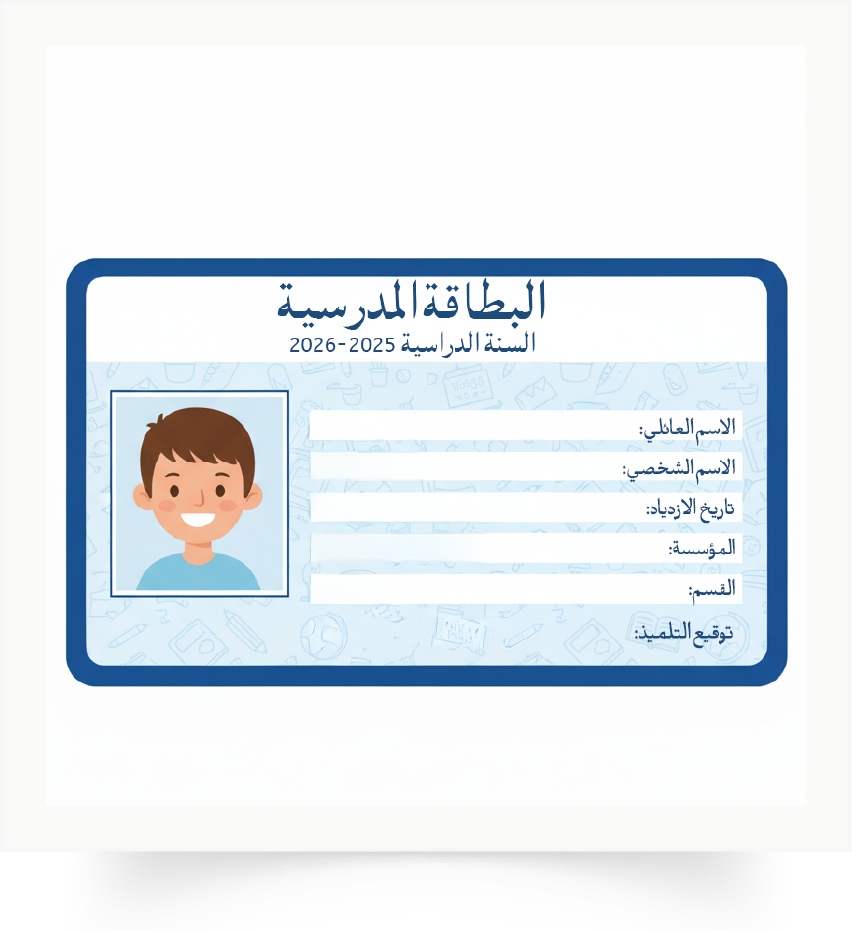 البطاقة المدرسية
السنة الدراسية 2025-2026
الاسم العائلي:
الاسم الشخصي:
تاريخ الازدياد:
المؤسسة:
القسم:
توقيع التلميذ: